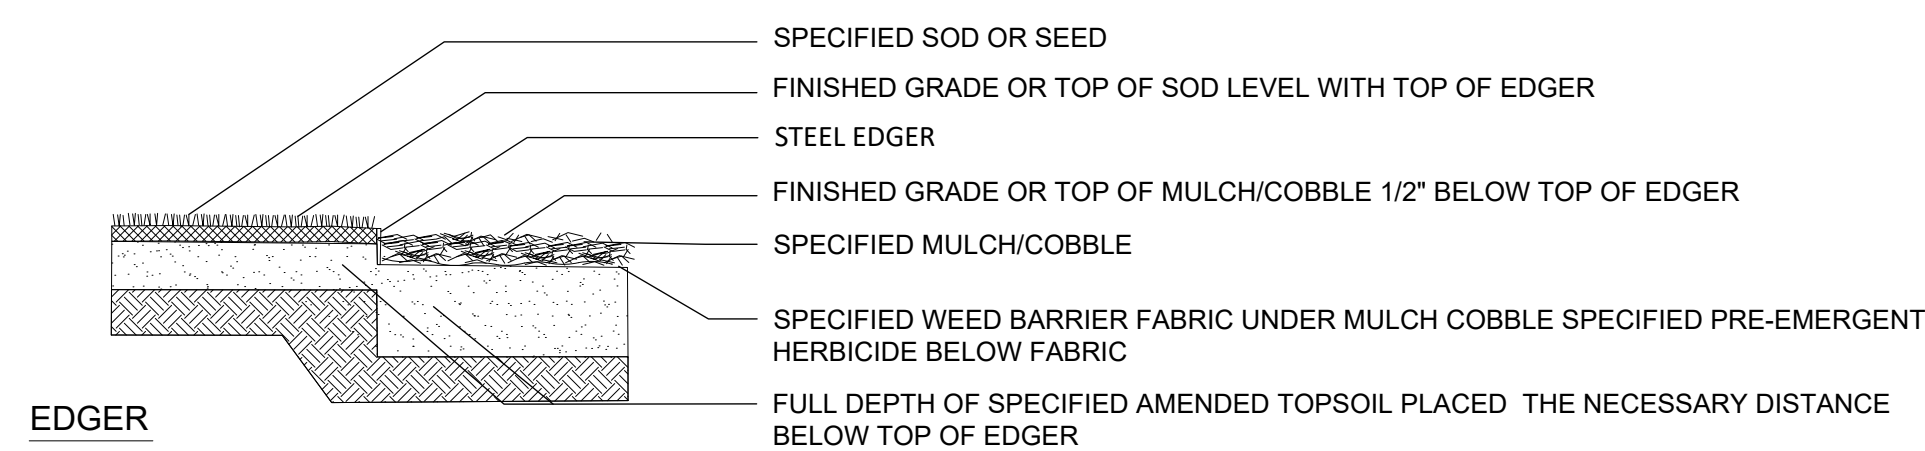 SPECIFIED SOD OR SEED
FINISHED GRADE OR TOP OF SOD LEVEL WITH TOP OF EDGER
STEEL EDGER
FINISHED GRADE OR TOP OF MULCH/COBBLE 1/2" BELOW TOP OF EDGER
SPECIFIED MULCH/COBBLE
SPECIFIED WEED BARRIER FABRIC UNDER MULCH COBBLE SPECIFIED PRE-EMERGENT
HERBICIDE BELOW FABRIC
FULL DEPTH OF SPECIFIED AMENDED TOPSOIL PLACED THE NECESSARY DISTANCE
BELOW TOP OF EDGER
EDGER